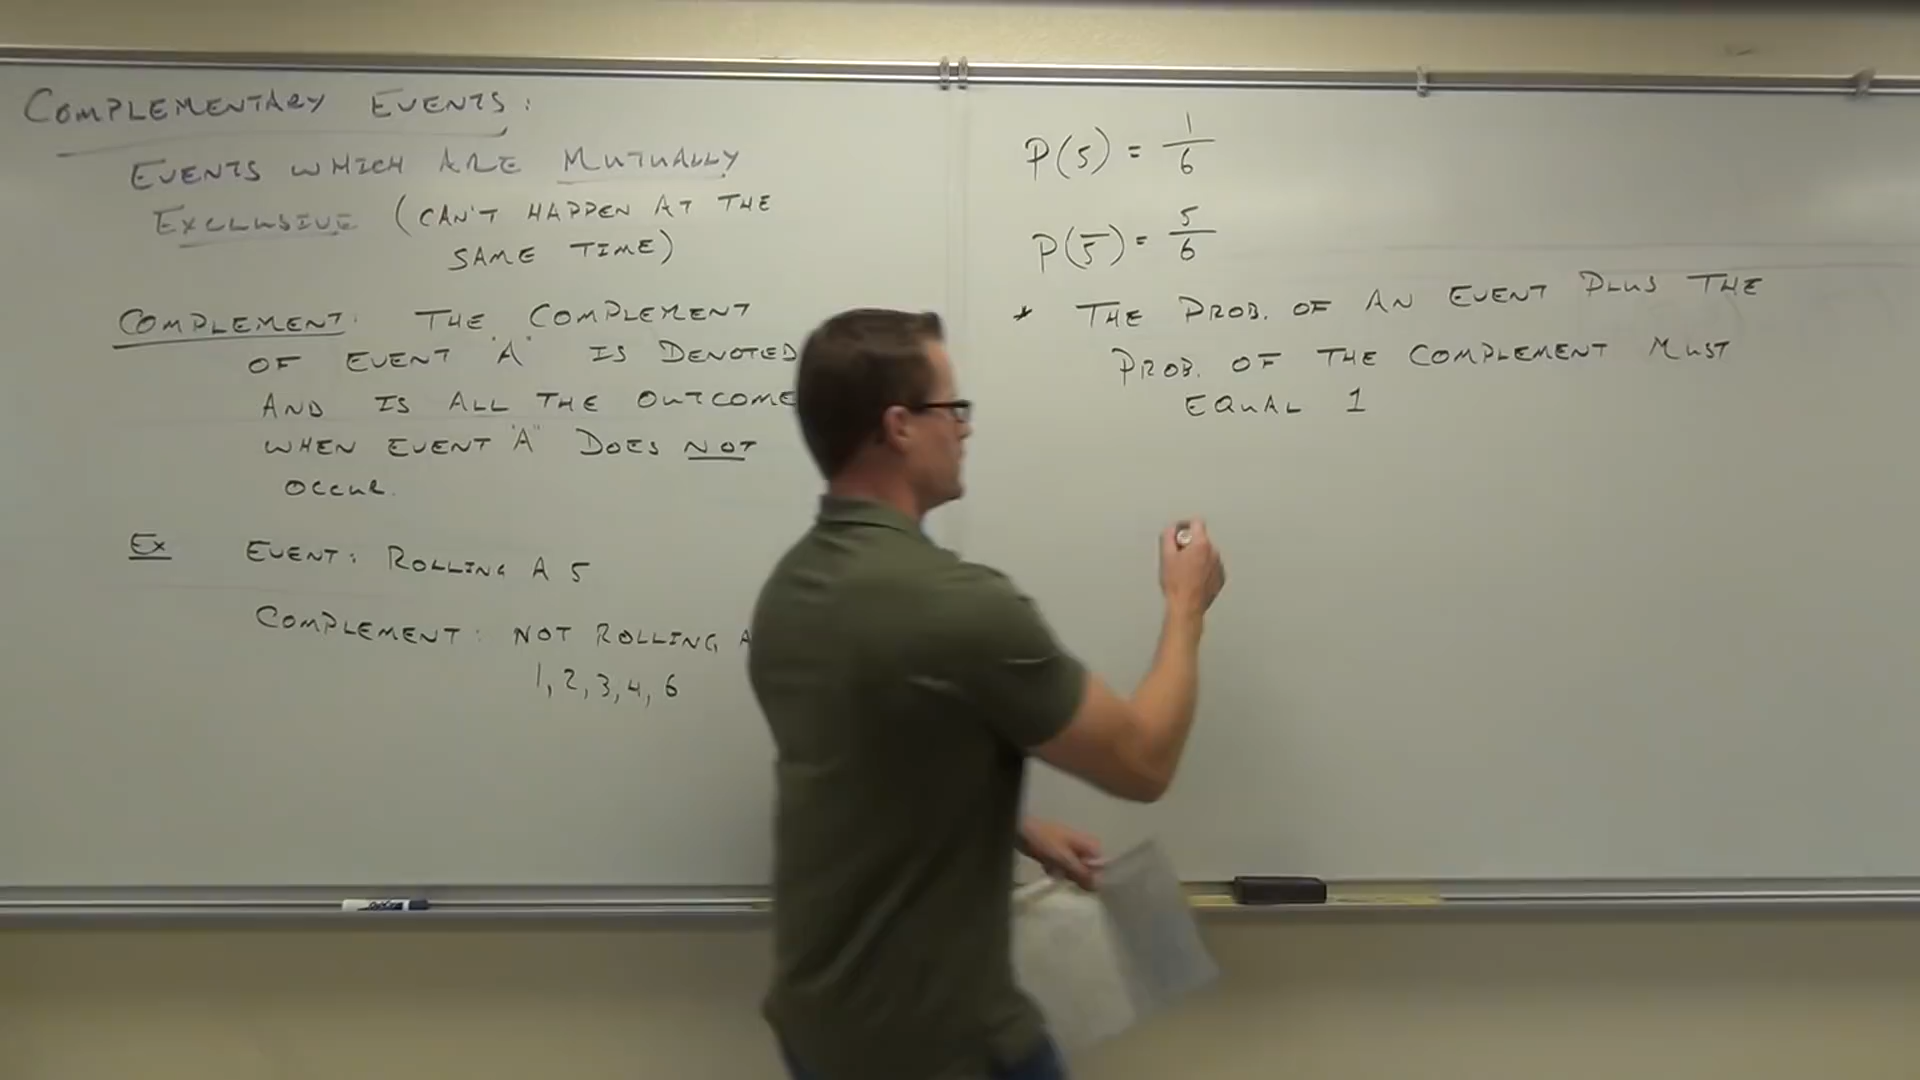 COMPLEMENTARY EVENTS:
EVENTS WHICH ARE MUTUALLY
EXCLUSIVE (CAN'T HAPPEN AT THE
SAME TIME)
COMPLEMENT: THE COMPLEMENT
OF EVENT "A" IS DENOTED
AND IS ALL THE OUTCOME
WHEN EVENT "A" DOES NOT
OCCUR.
EX EVENT: ROLLING A 5
COMPLEMENT: NOT ROLLING A
1, 2, 3, 4, 6
P(5) = 1/6
P(5̅) = 5/6
* THE PROB. OF AN EVENT PLUS THE
PROB. OF THE COMPLEMENT MUST
EQUAL 1